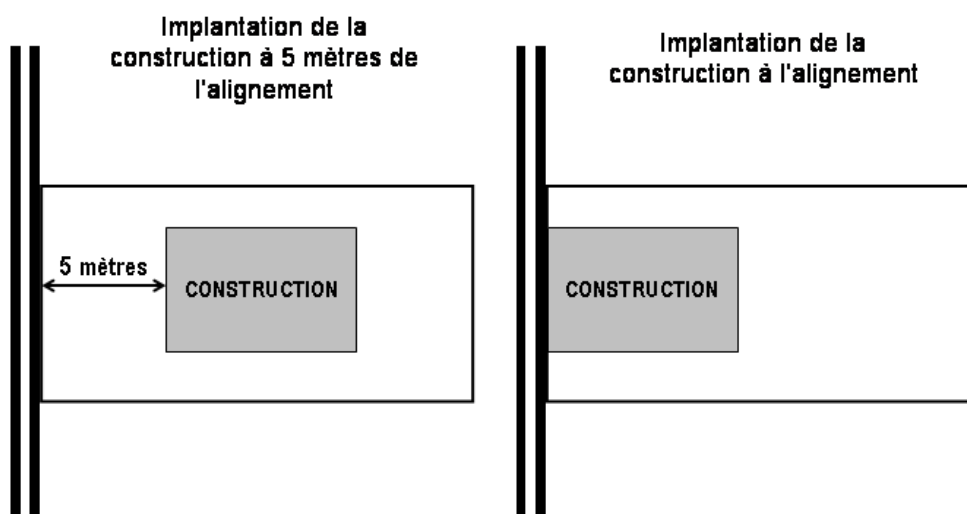 Implantation de la
construction à 5 mètres de
l'alignement
Implantation de la
construction à l'alignement
5 mètres
CONSTRUCTION
CONSTRUCTION